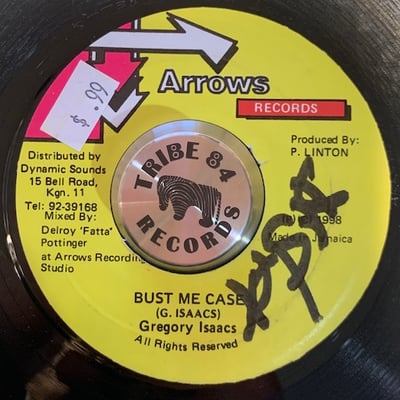 $.99
Arrows
RECORDS
Distributed by
Dynamic Sounds
15 Bell Road,
Kgn. 11
Tel: 92-39168
Mixed By:
Delroy 'Fatta'
Pottinger
at Arrows Recording
Studio
Produced By:
P. LINTON
TRIBE 84
RECORDS
1998
Made in Jamaica
BUST ME CASE
(G. ISAACS)
Gregory Isaacs
All Rights Reserved